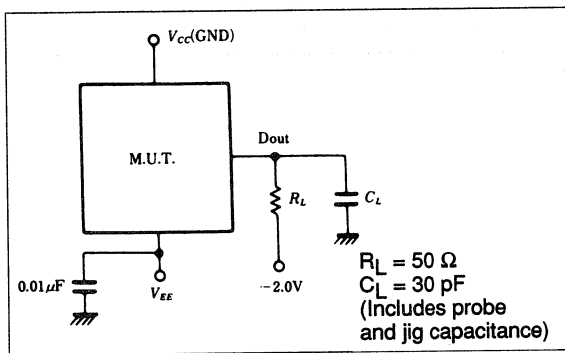 V_CC(GND)
Dout
M.U.T.
R_L
C_L
0.01μF
V_EE
−2.0V
R_L = 50 Ω
C_L = 30 pF
(Includes probe
and jig capacitance)